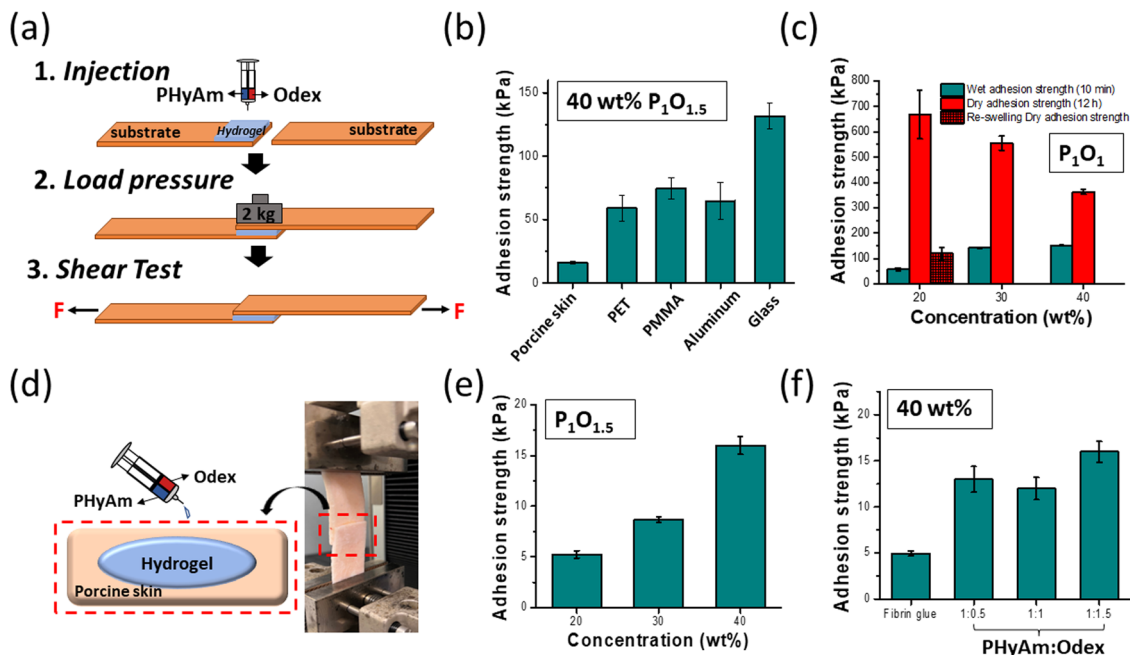 (a)
1. Injection
PHyAm Odex
substrate Hydrogel substrate
2. Load pressure
2 kg
3. Shear Test
F F
(b)
40 wt% P₁O₁.₅
Adhesion strength (kPa)
150
100
50
0
Porcine skin PET PMMA Aluminum Glass
(c)
Wet adhesion strength (10 min)
Dry adhesion strength (12 h)
Re-swelling Dry adhesion strength
P₁O₁
Adhesion strength (kPa)
800
700
600
500
400
300
200
100
0
20 30 40
Concentration (wt%)
(d)
Odex
PHyAm
Hydrogel
Porcine skin
(e)
P₁O₁.₅
Adhesion strength (kPa)
20
15
10
5
0
20 30 40
Concentration (wt%)
(f)
40 wt%
Adhesion strength (kPa)
20
15
10
5
0
Fibrin glue 1:0.5 1:1 1:1.5
PHyAm:Odex